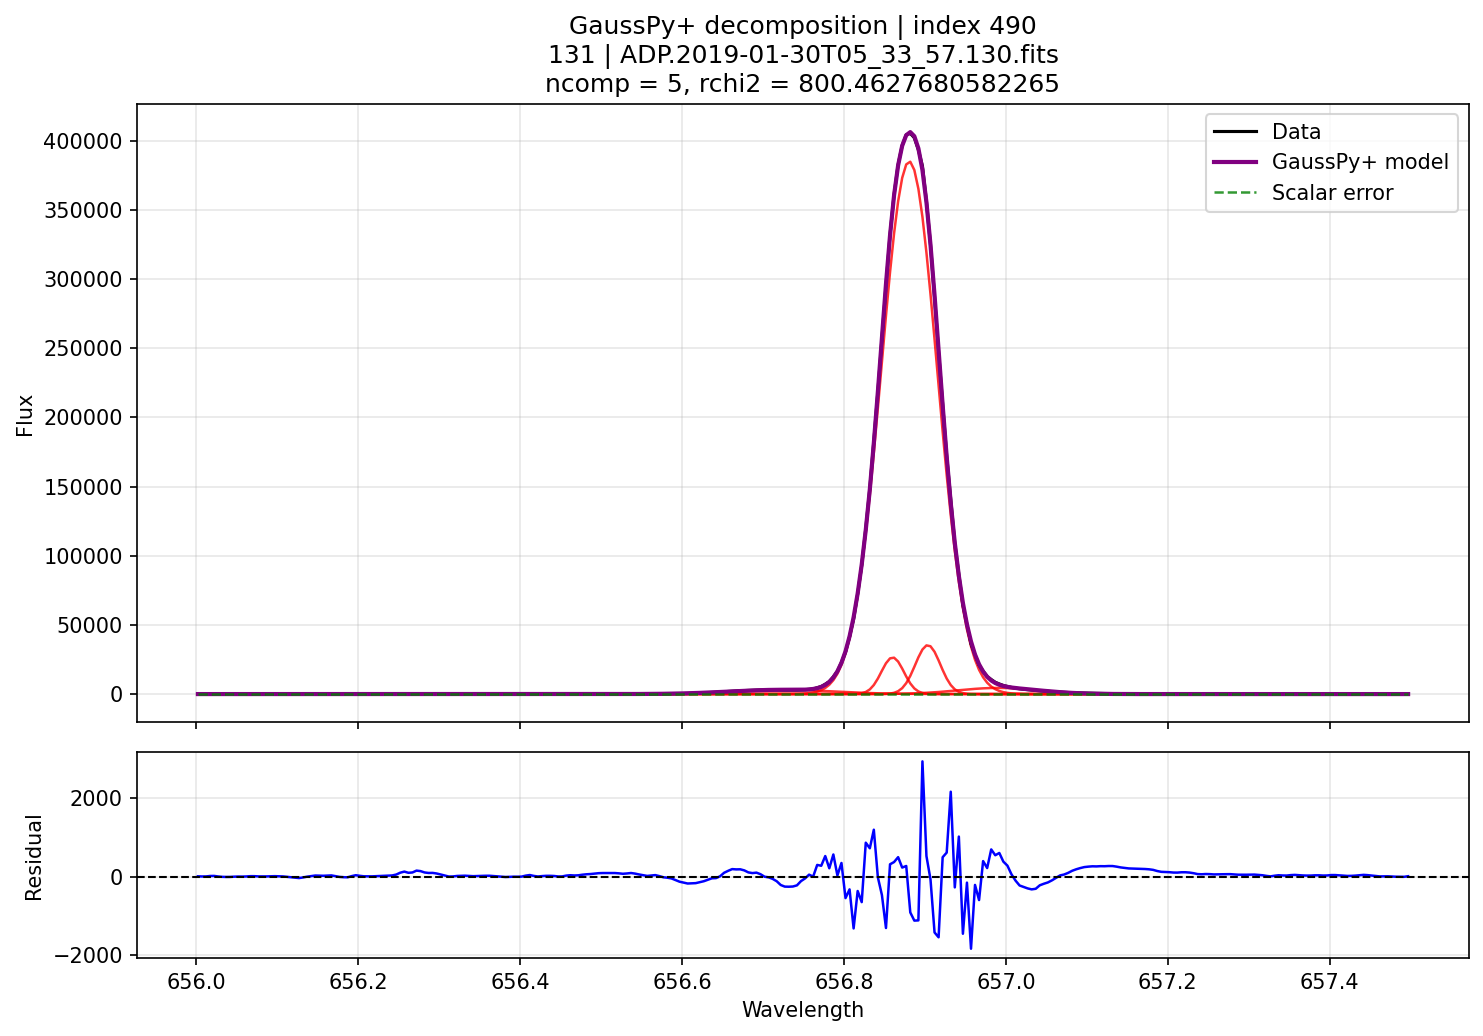 GaussPy+ decomposition | index 490
131 | ADP.2019-01-30T05_33_57.130.fits
ncomp = 5, rchi2 = 800.4627680582265
Data
GaussPy+ model
Scalar error
400000
350000
300000
250000
200000
150000
100000
50000
0
Flux
2000
0
−2000
Residual
656.0 656.2 656.4 656.6 656.8 657.0 657.2 657.4
Wavelength